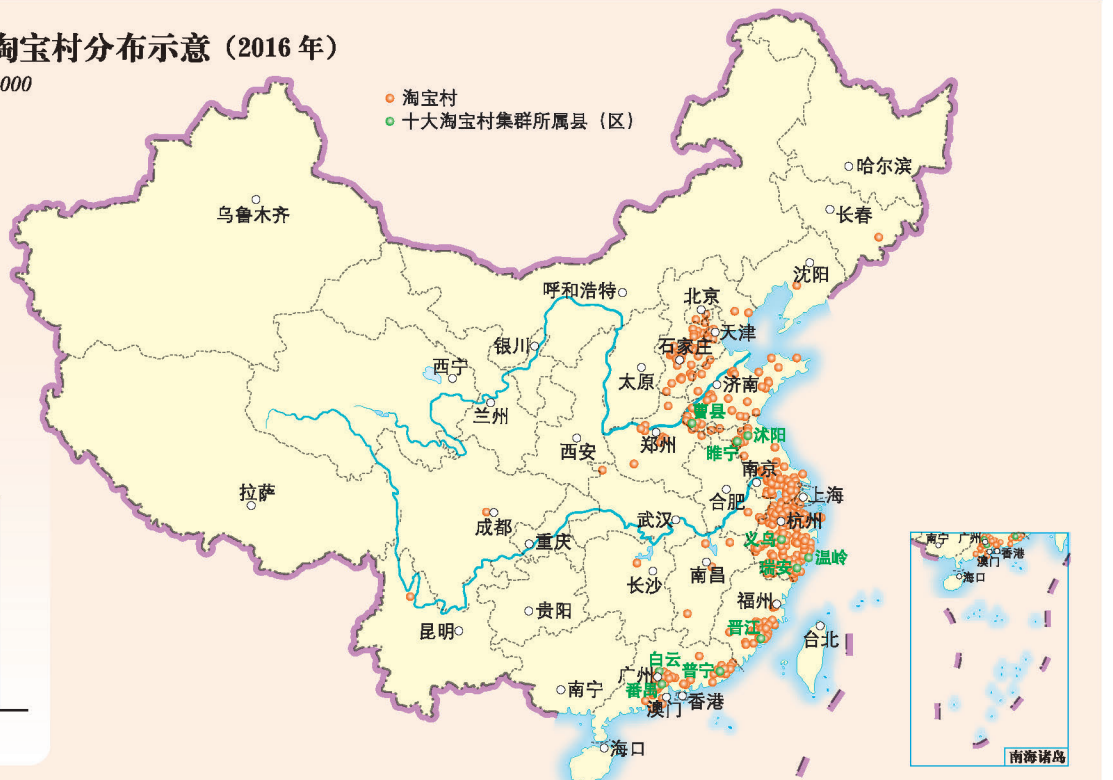 淘宝村分布示意（2016 年）
000
淘宝村
十大淘宝村集群所属县（区）
哈尔滨
乌鲁木齐
长春
沈阳
呼和浩特
北京
天津
银川
石家庄
西宁
太原
济南
兰州
曹县
沭阳
郑州
西安
睢宁
南京
拉萨
合肥
上海
成都
武汉
杭州
重庆
义乌
温岭
南昌
瑞安
长沙
福州
贵阳
昆明
晋江
台北
白云
普宁
广州
南宁
番禺
香港
澳门
海口
南宁
广州
香港
澳门
海口
南海诸岛